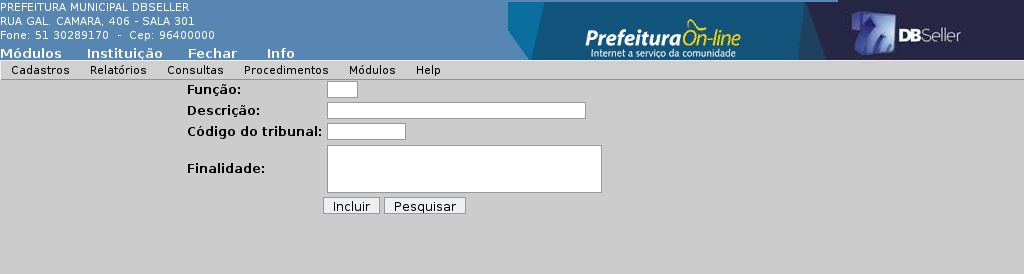 PREFEITURA MUNICIPAL DBSELLER
RUA GAL. CAMARA, 406 - SALA 301
Fone: 51 30289170 - Cep: 96400000
Módulos Instituição Fechar Info
Prefeitura On-line
Internet a serviço da comunidade
DBSeller
Cadastros Relatórios Consultas Procedimentos Módulos Help
Função:
Descrição:
Código do tribunal:
Finalidade:
Incluir Pesquisar